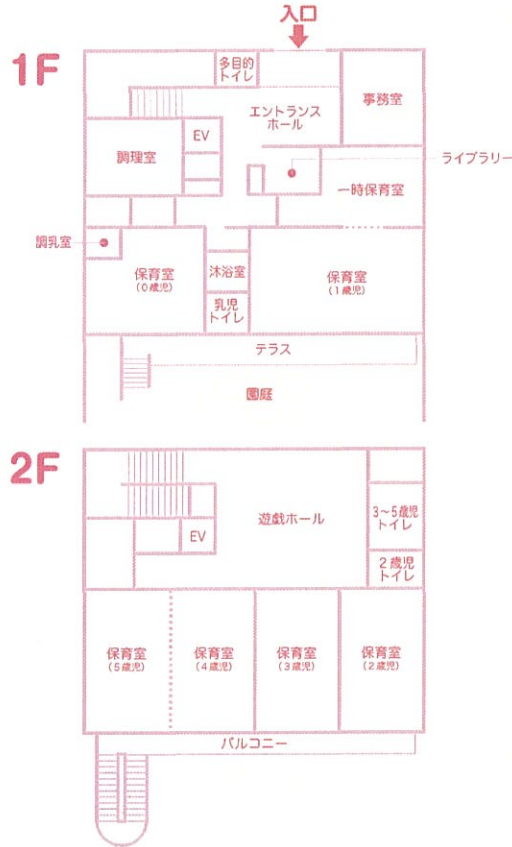 入口
1F
多目的
トイレ
事務室
エントランス
ホール
EV
調理室
ライブラリー
一時保育室
調乳室
保育室
(0歳児)
沐浴室
保育室
(1歳児)
乳児
トイレ
テラス
園庭
2F
遊戯ホール
3〜5歳児
トイレ
EV
2歳児
トイレ
保育室
(5歳児)
保育室
(4歳児)
保育室
(3歳児)
保育室
(2歳児)
バルコニー